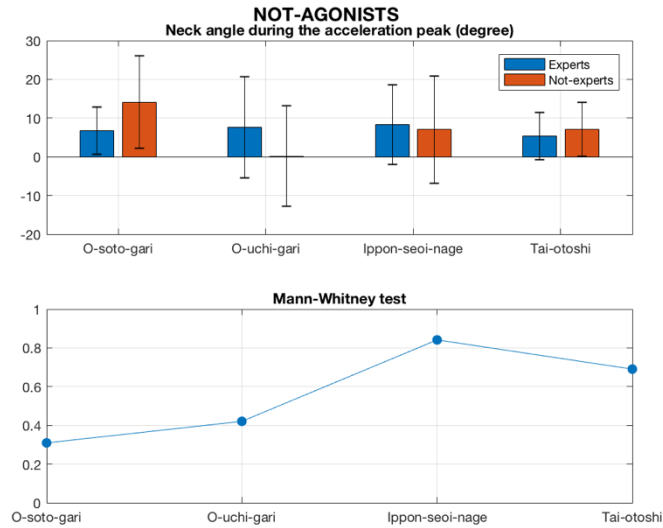 NOT-AGONISTS
Neck angle during the acceleration peak (degree)
30
20
10
0
-10
-20
Experts
Not-experts
O-soto-gari
O-uchi-gari
Ippon-seoi-nage
Tai-otoshi
Mann-Whitney test
1
0.8
0.6
0.4
0.2
0
O-soto-gari
O-uchi-gari
Ippon-seoi-nage
Tai-otoshi